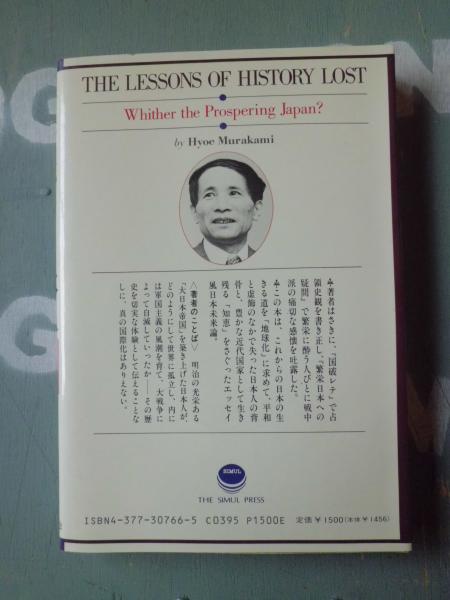 THE LESSONS OF HISTORY LOST
Whither the Prospering Japan?
by Hyoe Murakami
著者はさきに、「国破レテ」で占
領史観を書き正し、「繁栄日本への
疑問」で繁栄に酔う人びとに戦中
派の痛切な感懐を吐露した。
この本は、これからの日本の生
きる道を「地球化」に求めて、平和
と虚飾のなかで失った日本人の背
骨と、豊かな近代国家として生き
残る「知恵」をさぐったエッセイ
風日本未来論。
〈著者のことば〉 明治の光栄ある
「大日本帝国」を築き上げた日本人が、
どのようにして世界に孤立し、内に
は軍国主義の風潮を育て、大戦争に
よって自滅していったか――その歴
史を切実な体験として伝えることな
しに、真の国際化はありえない。
SIMUL
THE SIMUL PRESS
ISBN4-377-30766-5 C0395 P1500E 定価 ¥1500(本体 ¥1456)